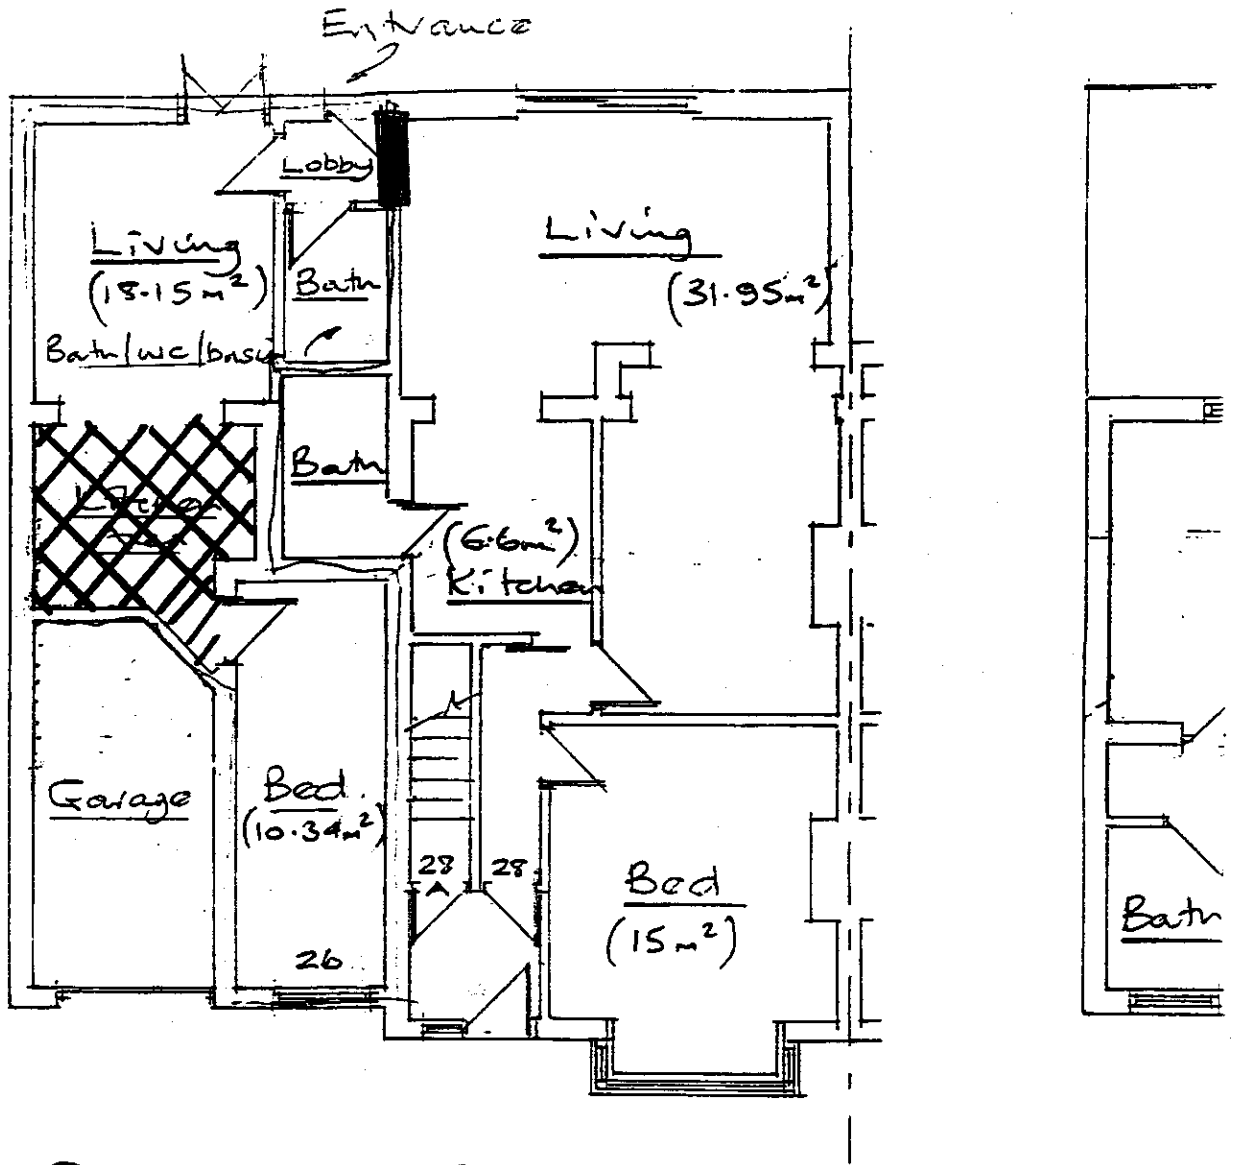 Entrance
Lobby
Living
(18.15m²)
Bath
Living
(31.95m²)
Bath/wc/basin
Bath
Kitchen
(6.6m²)
Kitchen
Garage
Bed.
(10.34m²)
28
28
Bed
(15m²)
26
Bath